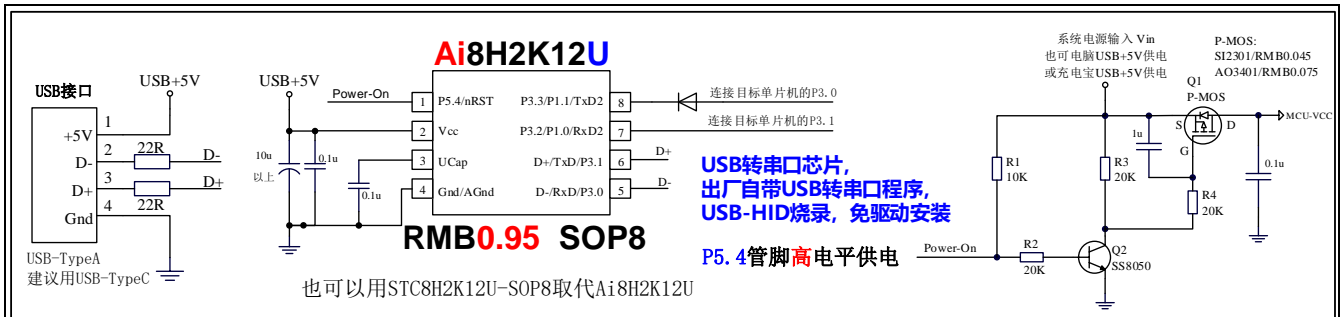 USB接口
USB+5V
1
+5V
2
22R
D-
D-
3
D+
D+
4
22R
Gnd
USB-TypeA
建议用USB-TypeC
Ai8H2K12U
USB+5V
Power-On
1
P5.4/nRST
P3.3/P1.1/TxD2
8
连接目标单片机的P3.0
2
Vcc
P3.2/P1.0/RxD2
7
连接目标单片机的P3.1
10u
以上
0.1u
3
UCap
D+/TxD/P3.1
6
D+
0.1u
4
Gnd/AGnd
D-/RxD/P3.0
5
D-
RMB0.95 SOP8
也可以用STC8H2K12U-SOP8取代Ai8H2K12U
USB转串口芯片，
出厂自带USB转串口程序，
USB-HID烧录，免驱动安装
P5.4管脚高电平供电
系统电源输入 Vin
也可电脑USB+5V供电
或充电宝USB+5V供电
P-MOS:
SI2301/RMB0.045
AO3401/RMB0.075
Q1
P-MOS
S
D
G
MCU-VCC
1u
0.1u
R1
10K
R3
20K
R4
20K
Power-On
R2
20K
Q2
SS8050